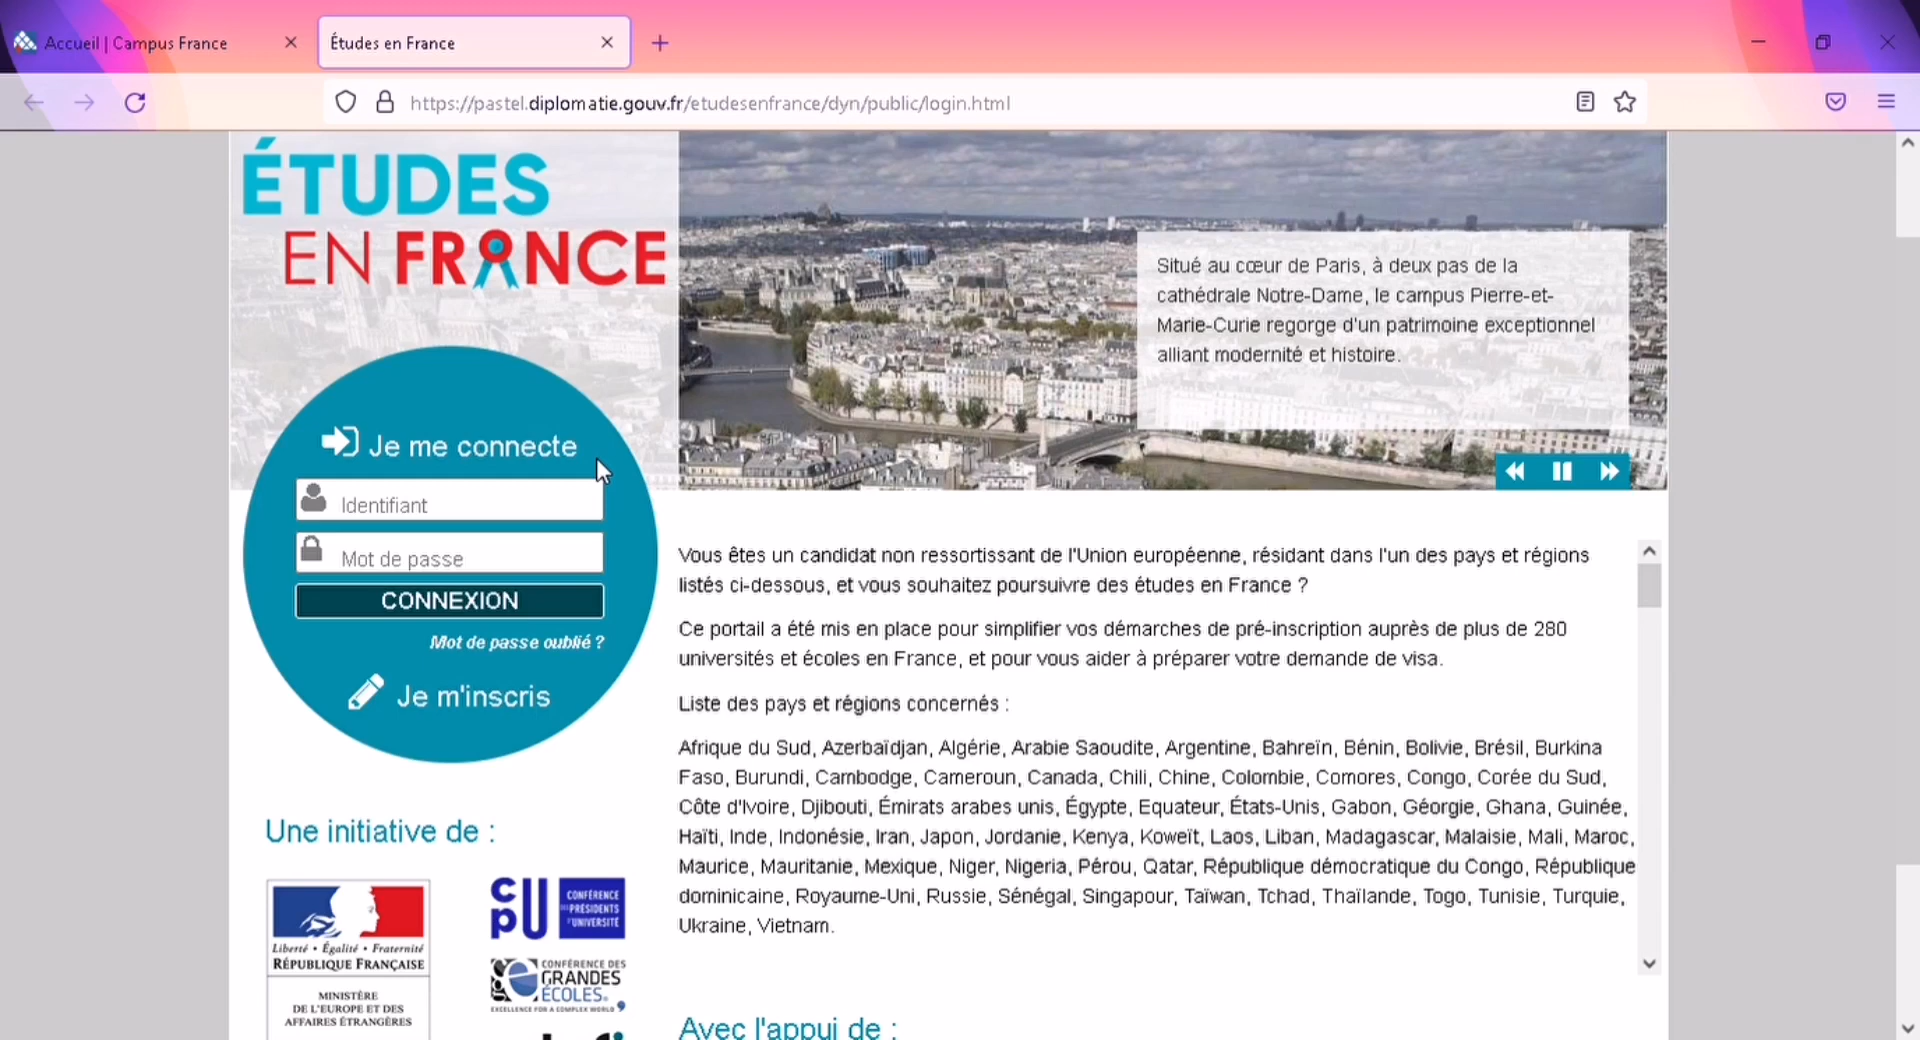 Accueil | Campus France
Études en France
https://pastel.diplomatie.gouv.fr/etudesenfrance/dyn/public/login.html
ÉTUDES
EN FRANCE
Situé au cœur de Paris, à deux pas de la
cathédrale Notre-Dame, le campus Pierre-et-
Marie-Curie regorge d'un patrimoine exceptionnel
alliant modernité et histoire.
Je me connecte
Identifiant
Mot de passe
CONNEXION
Mot de passe oublié ?
Je m'inscris
Vous êtes un candidat non ressortissant de l'Union européenne, résidant dans l'un des pays et régions
listés ci-dessous, et vous souhaitez poursuivre des études en France ?
Ce portail a été mis en place pour simplifier vos démarches de pré-inscription auprès de plus de 280
universités et écoles en France, et pour vous aider à préparer votre demande de visa.
Liste des pays et régions concernés :
Afrique du Sud, Azerbaïdjan, Algérie, Arabie Saoudite, Argentine, Bahreïn, Bénin, Bolivie, Brésil, Burkina
Faso, Burundi, Cambodge, Cameroun, Canada, Chili, Chine, Colombie, Comores, Congo, Corée du Sud,
Côte d'Ivoire, Djibouti, Émirats arabes unis, Égypte, Equateur, États-Unis, Gabon, Géorgie, Ghana, Guinée,
Haïti, Inde, Indonésie, Iran, Japon, Jordanie, Kenya, Koweït, Laos, Liban, Madagascar, Malaisie, Mali, Maroc,
Maurice, Mauritanie, Mexique, Niger, Nigeria, Pérou, Qatar, République démocratique du Congo, République
dominicaine, Royaume-Uni, Russie, Sénégal, Singapour, Taïwan, Tchad, Thaïlande, Togo, Tunisie, Turquie,
Ukraine, Vietnam.
Une initiative de :
Liberté • Égalité • Fraternité
RÉPUBLIQUE FRANÇAISE
MINISTÈRE
DE L'EUROPE ET DES
AFFAIRES ÉTRANGÈRES
CPU
CONFÉRENCE
DES PRÉSIDENTS
D'UNIVERSITÉ
CONFÉRENCE DES
GRANDES
ÉCOLES
EXCELLENCE FOR A COMPLEX WORLD
Avec l'appui de :